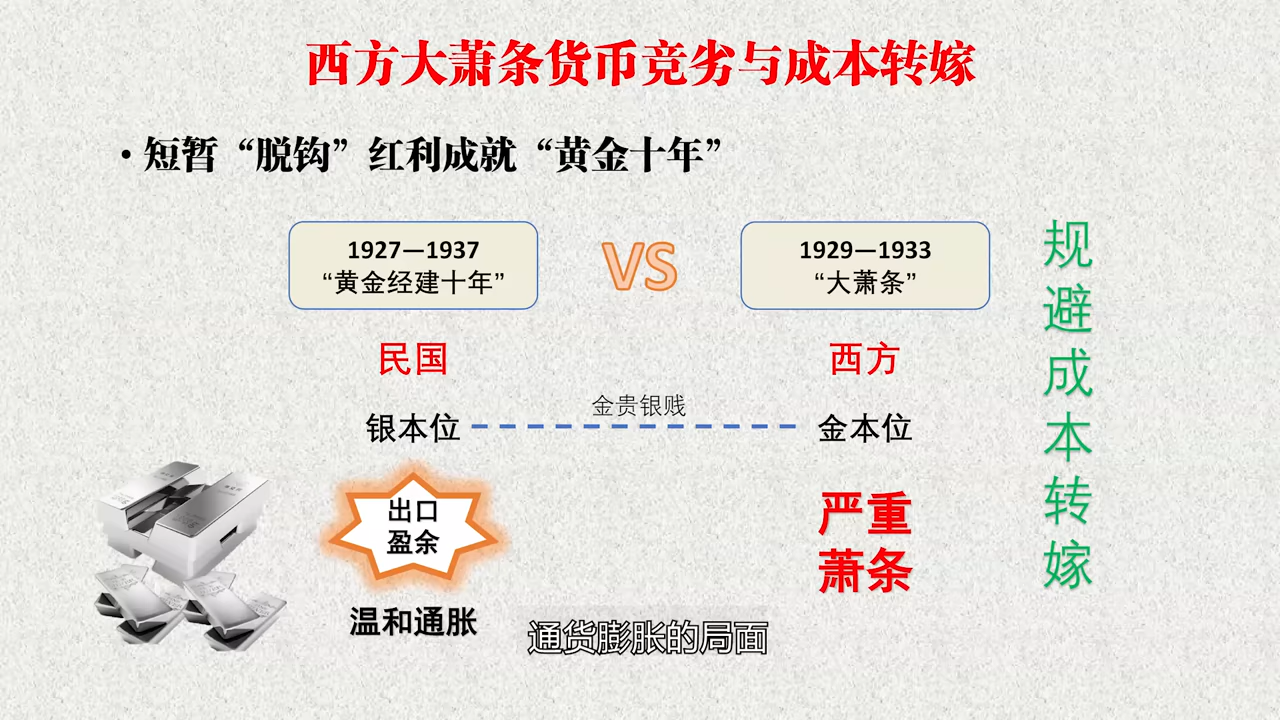 西方大萧条货币竞劣与成本转嫁
•短暂“脱钩”红利成就“黄金十年”
1927—1937
“黄金经建十年”
VS
1929—1933
“大萧条”
民国
西方
银本位
金贵银贱
金本位
出口
盈余
温和通胀
严重
萧条
规避成本转嫁
通货膨胀的局面